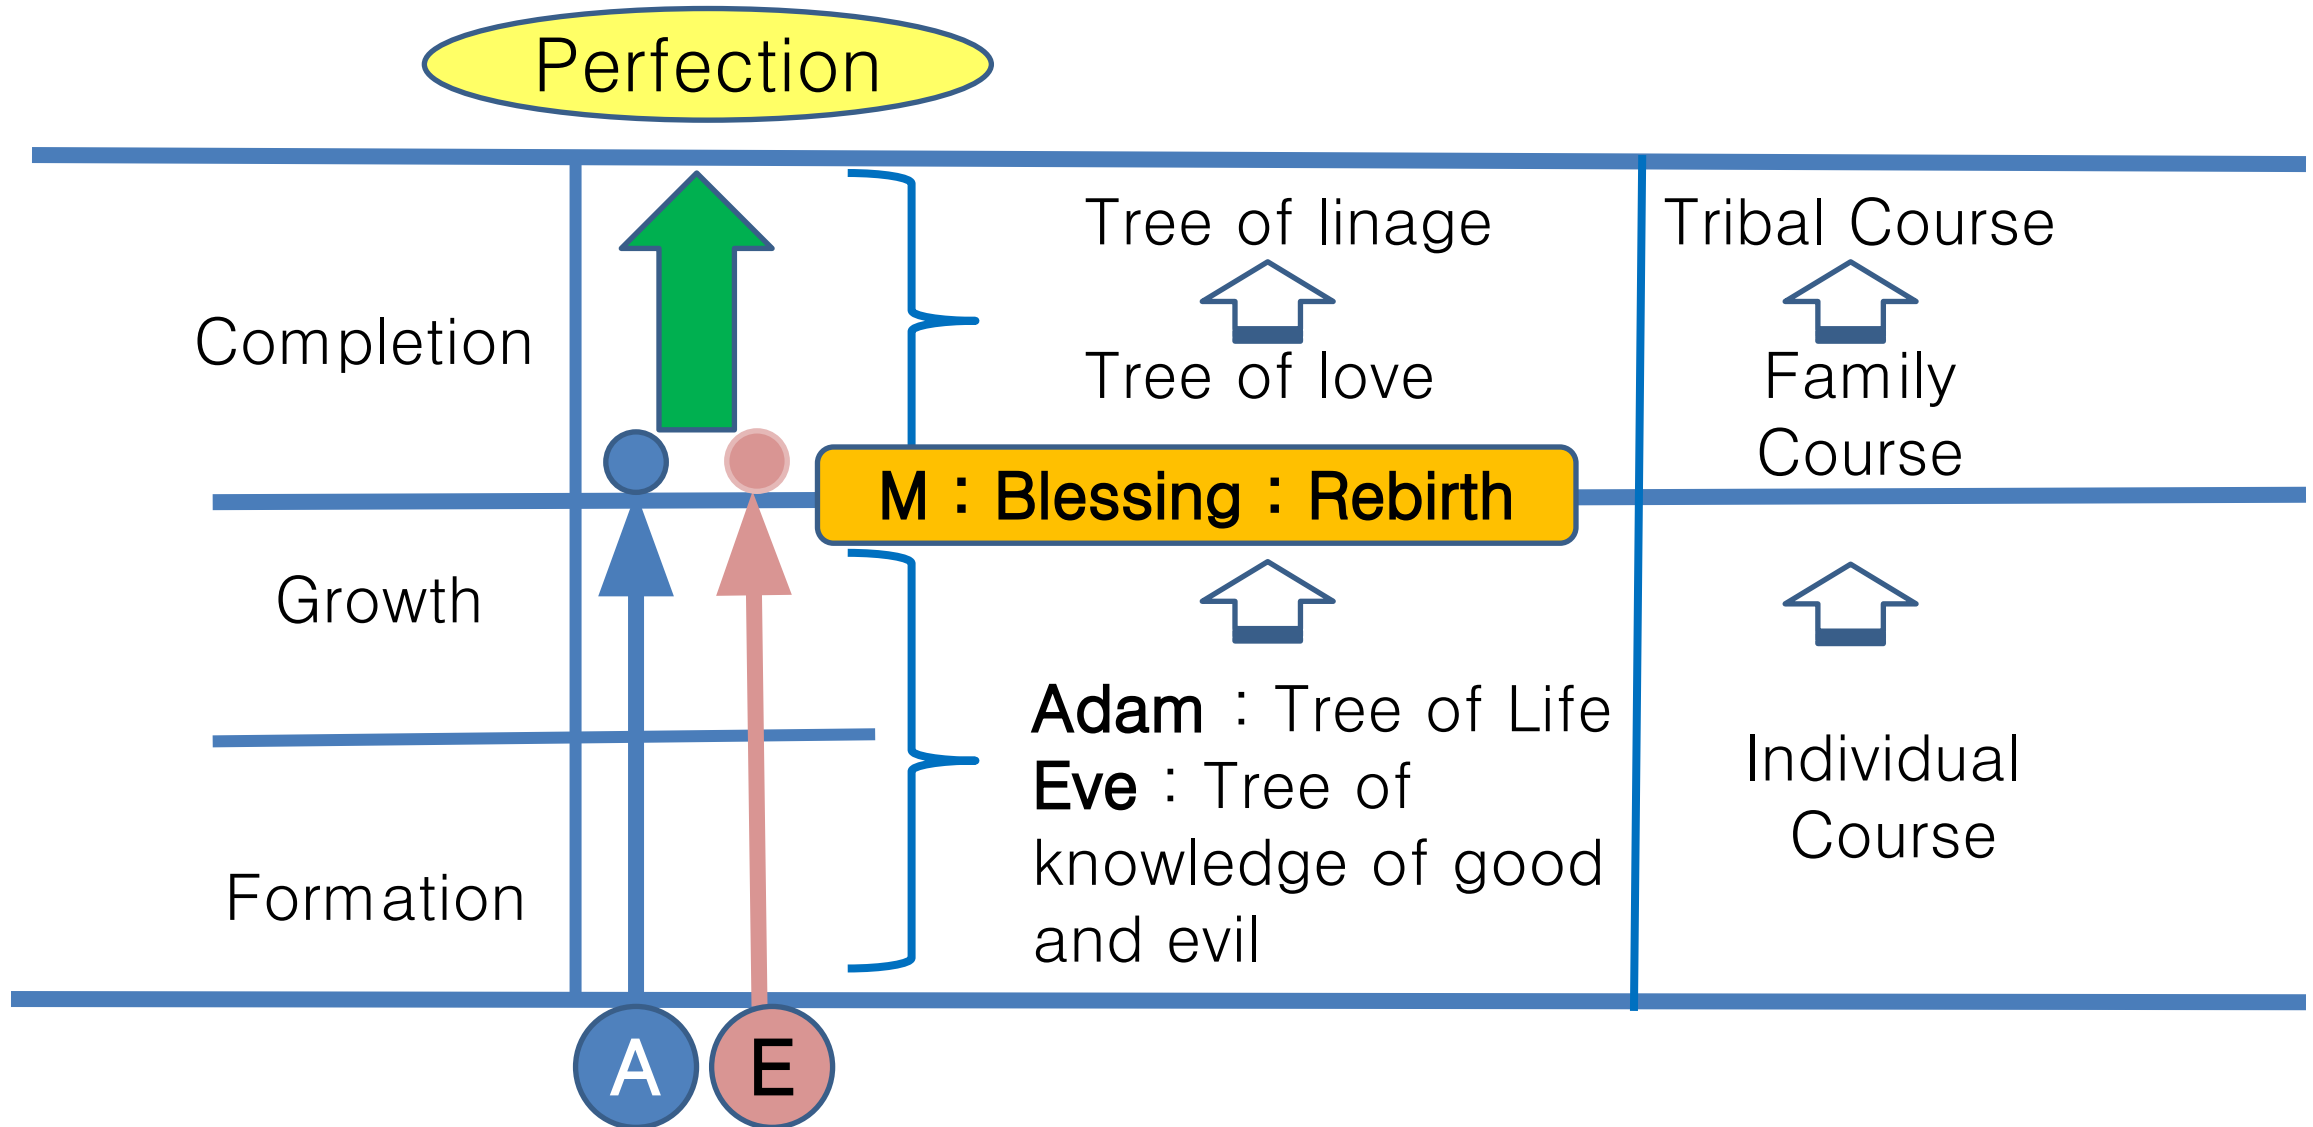 Perfection
Tree of linage
Tribal Course
Completion
Tree of love
Family
Course
M : Blessing : Rebirth
Growth
Adam : Tree of Life
Eve : Tree of
knowledge of good
and evil
Individual
Course
Formation
A
E